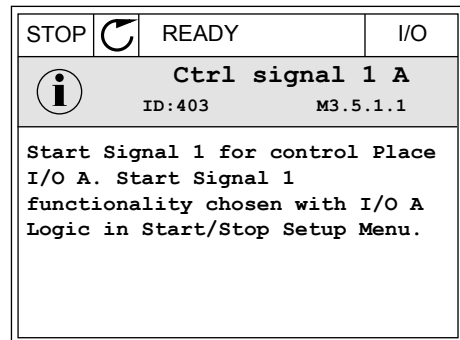 STOP READY I/O
Ctrl signal 1 A
ID:403 M3.5.1.1
Start Signal 1 for control Place
I/O A. Start Signal 1
functionality chosen with I/O A
Logic in Start/Stop Setup Menu.